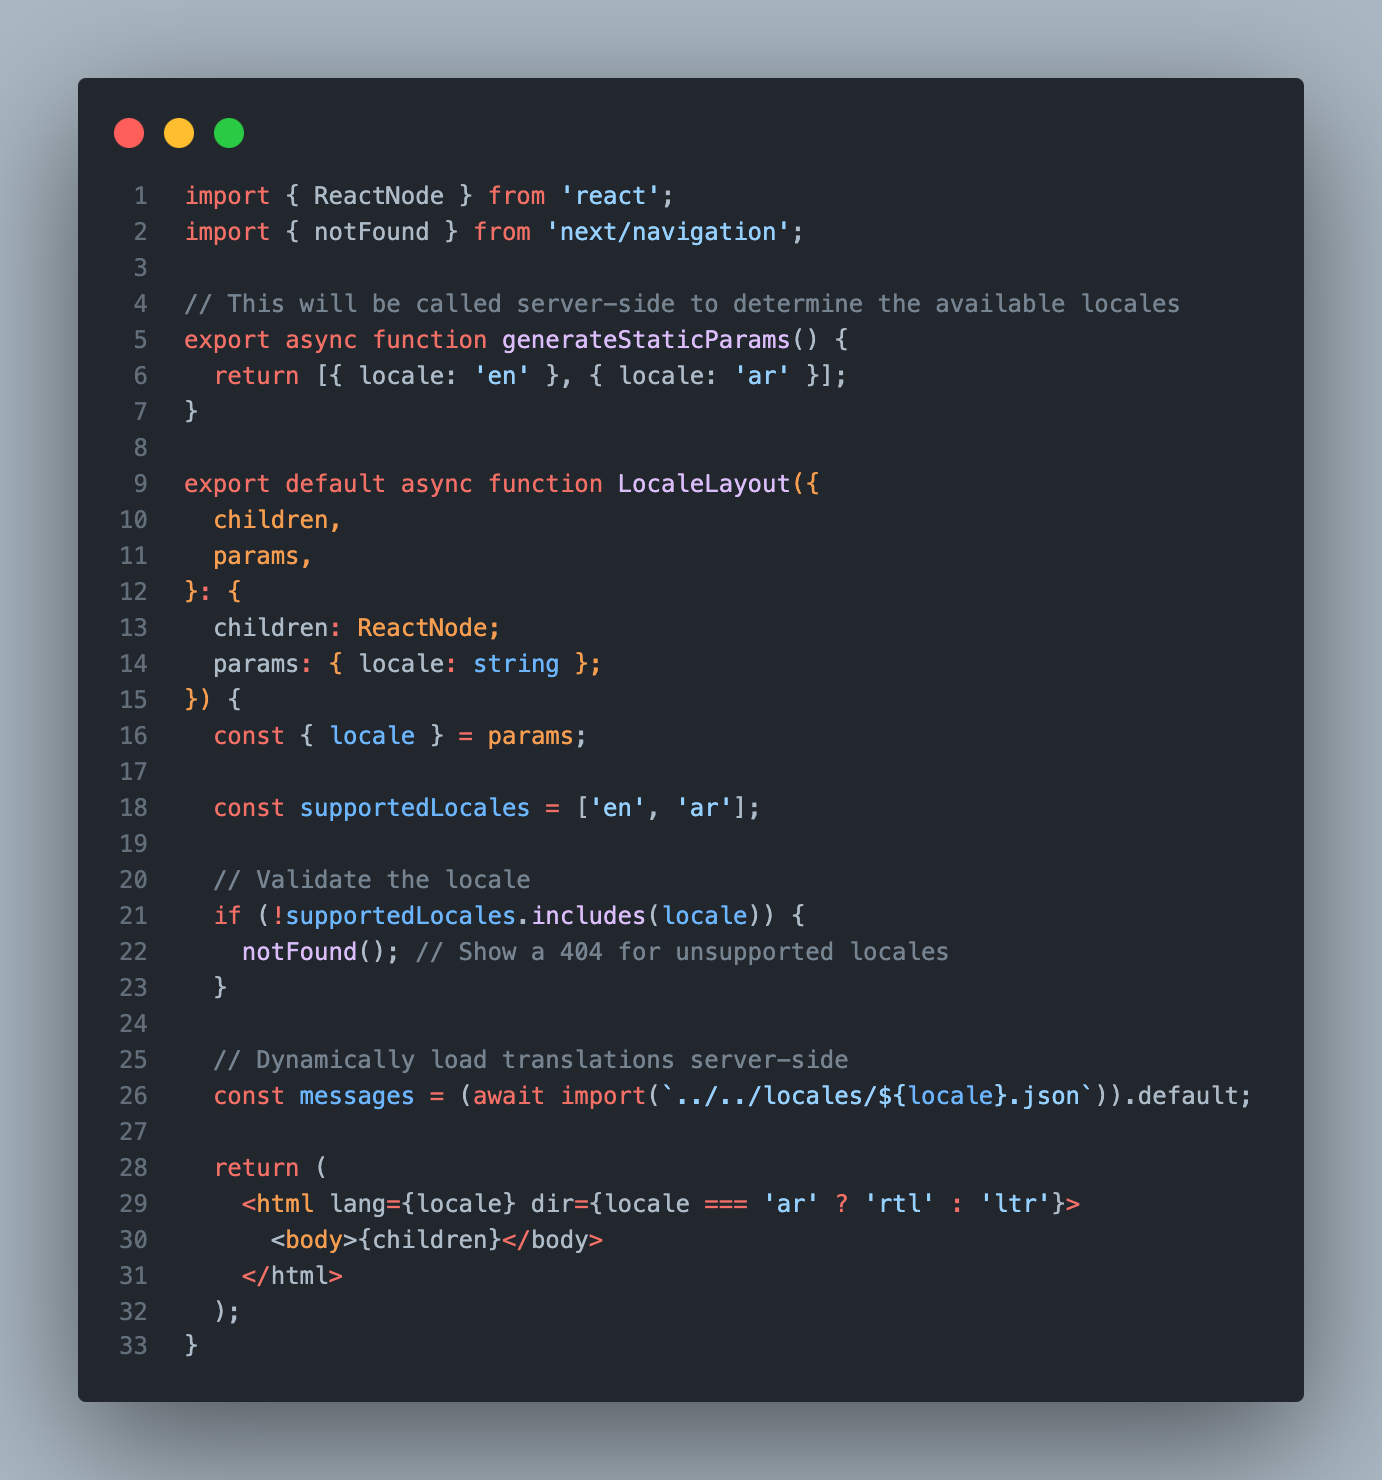 1 import { ReactNode } from 'react';
2 import { notFound } from 'next/navigation';
3
4 // This will be called server-side to determine the available locales
5 export async function generateStaticParams() {
6   return [{ locale: 'en' }, { locale: 'ar' }];
7 }
8
9 export default async function LocaleLayout({
10   children,
11   params,
12 }: {
13   children: ReactNode;
14   params: { locale: string };
15 }) {
16   const { locale } = params;
17
18   const supportedLocales = ['en', 'ar'];
19
20   // Validate the locale
21   if (!supportedLocales.includes(locale)) {
22     notFound(); // Show a 404 for unsupported locales
23   }
24
25   // Dynamically load translations server-side
26   const messages = (await import(`../../locales/${locale}.json`)).default;
27
28   return (
29     <html lang={locale} dir={locale === 'ar' ? 'rtl' : 'ltr'}>
30       <body>{children}</body>
31     </html>
32   );
33 }